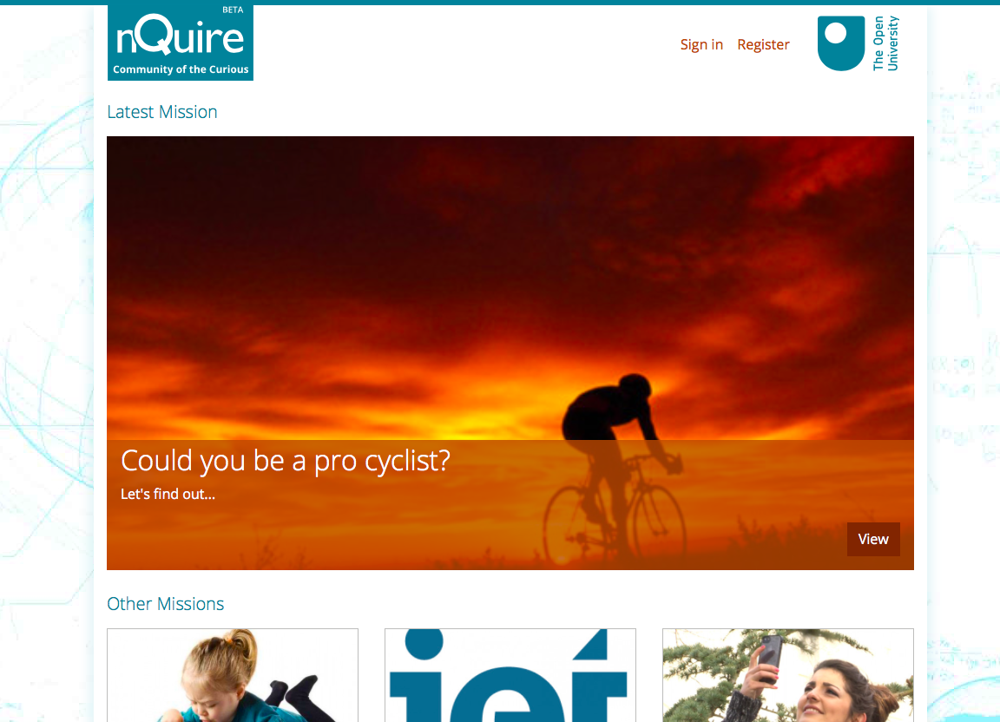 BETA
nQuire
Community of the Curious
Sign in Register
The Open
University
Latest Mission
Could you be a pro cyclist?
Let's find out...
View
Other Missions
iet